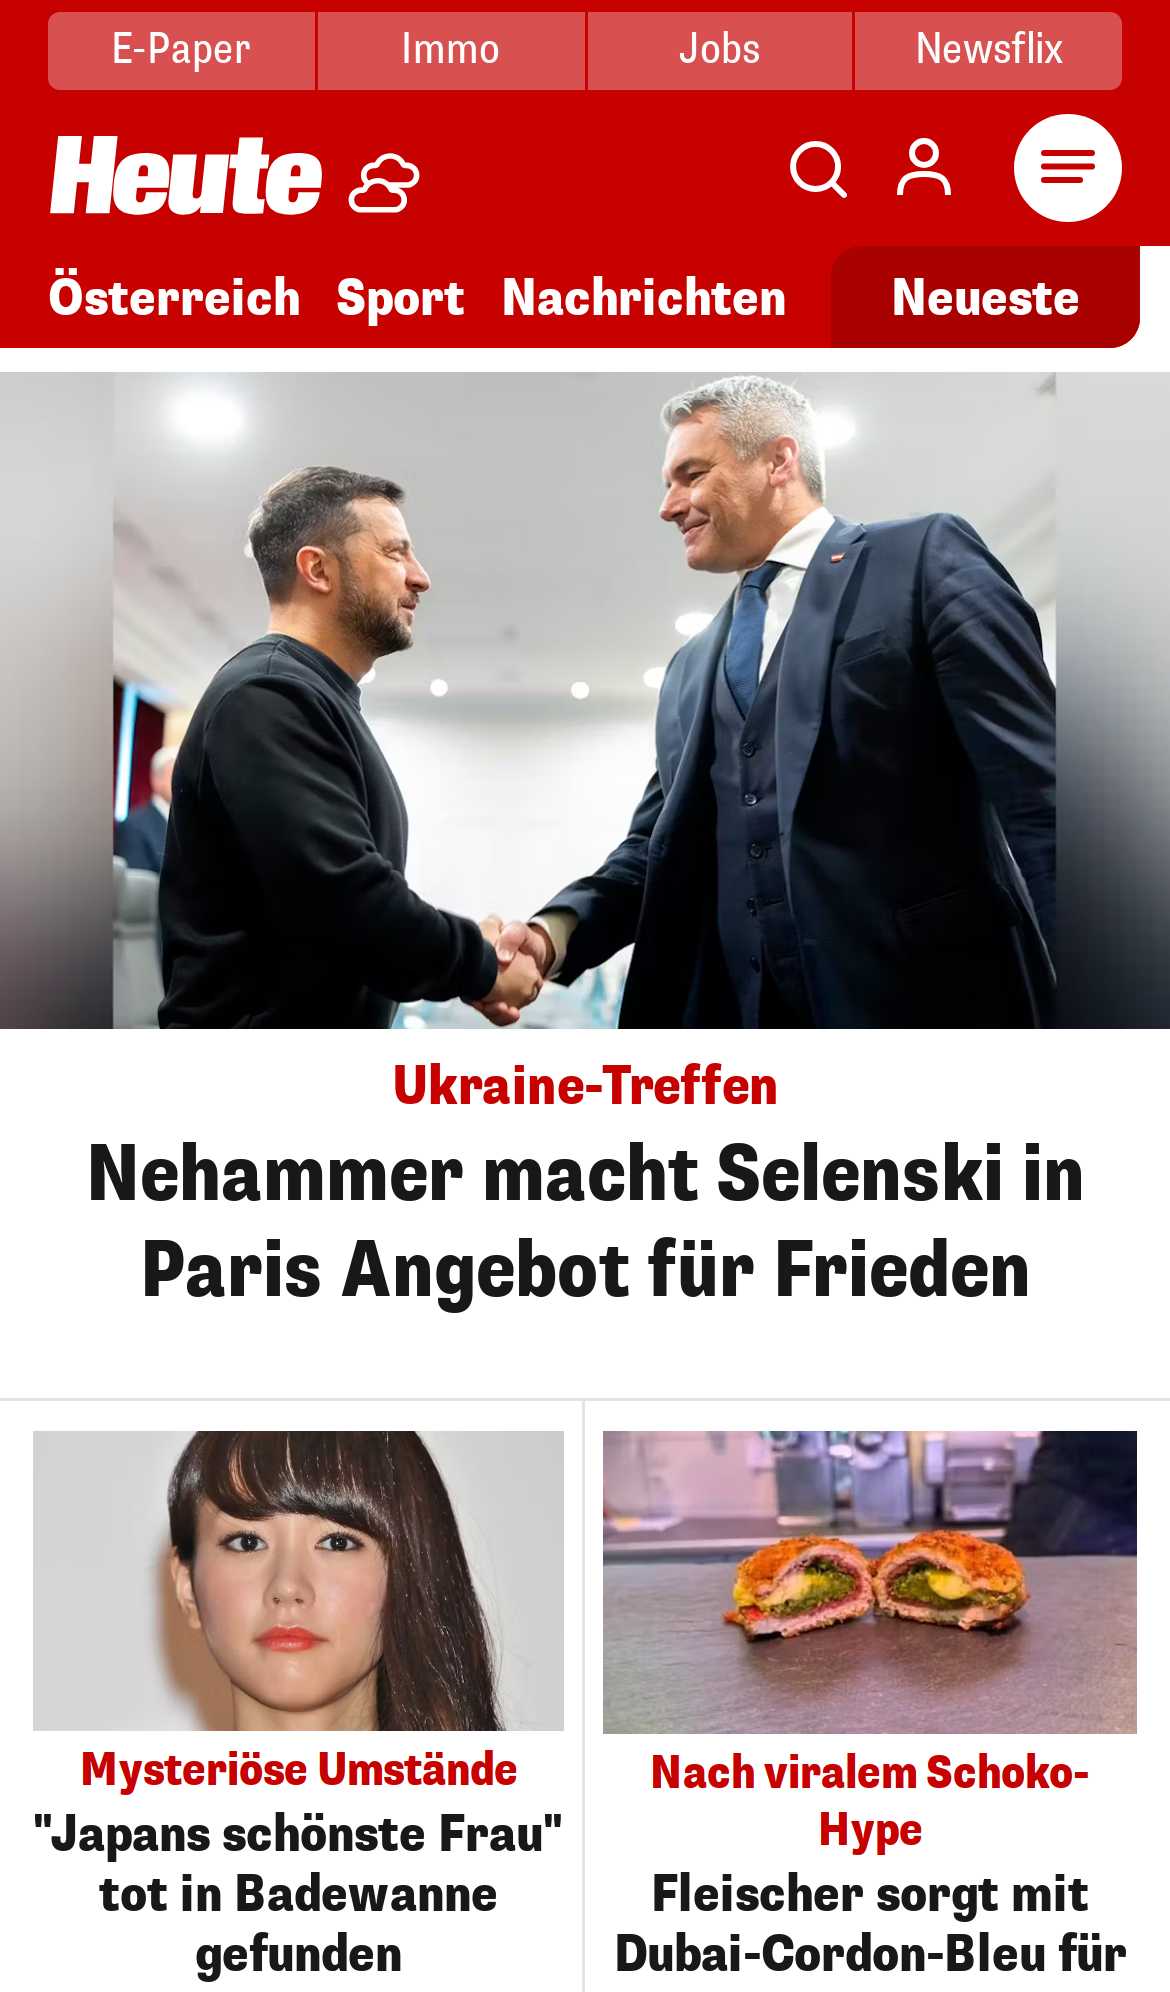 E-Paper
Immo
Jobs
Newsflix
Heute
Österreich
Sport
Nachrichten
Neueste
Ukraine-Treffen
Nehammer macht Selenski in
Paris Angebot für Frieden
Mysteriöse Umstände
"Japans schönste Frau"
tot in Badewanne
gefunden
Nach viralem Schoko-
Hype
Fleischer sorgt mit
Dubai-Cordon-Bleu für